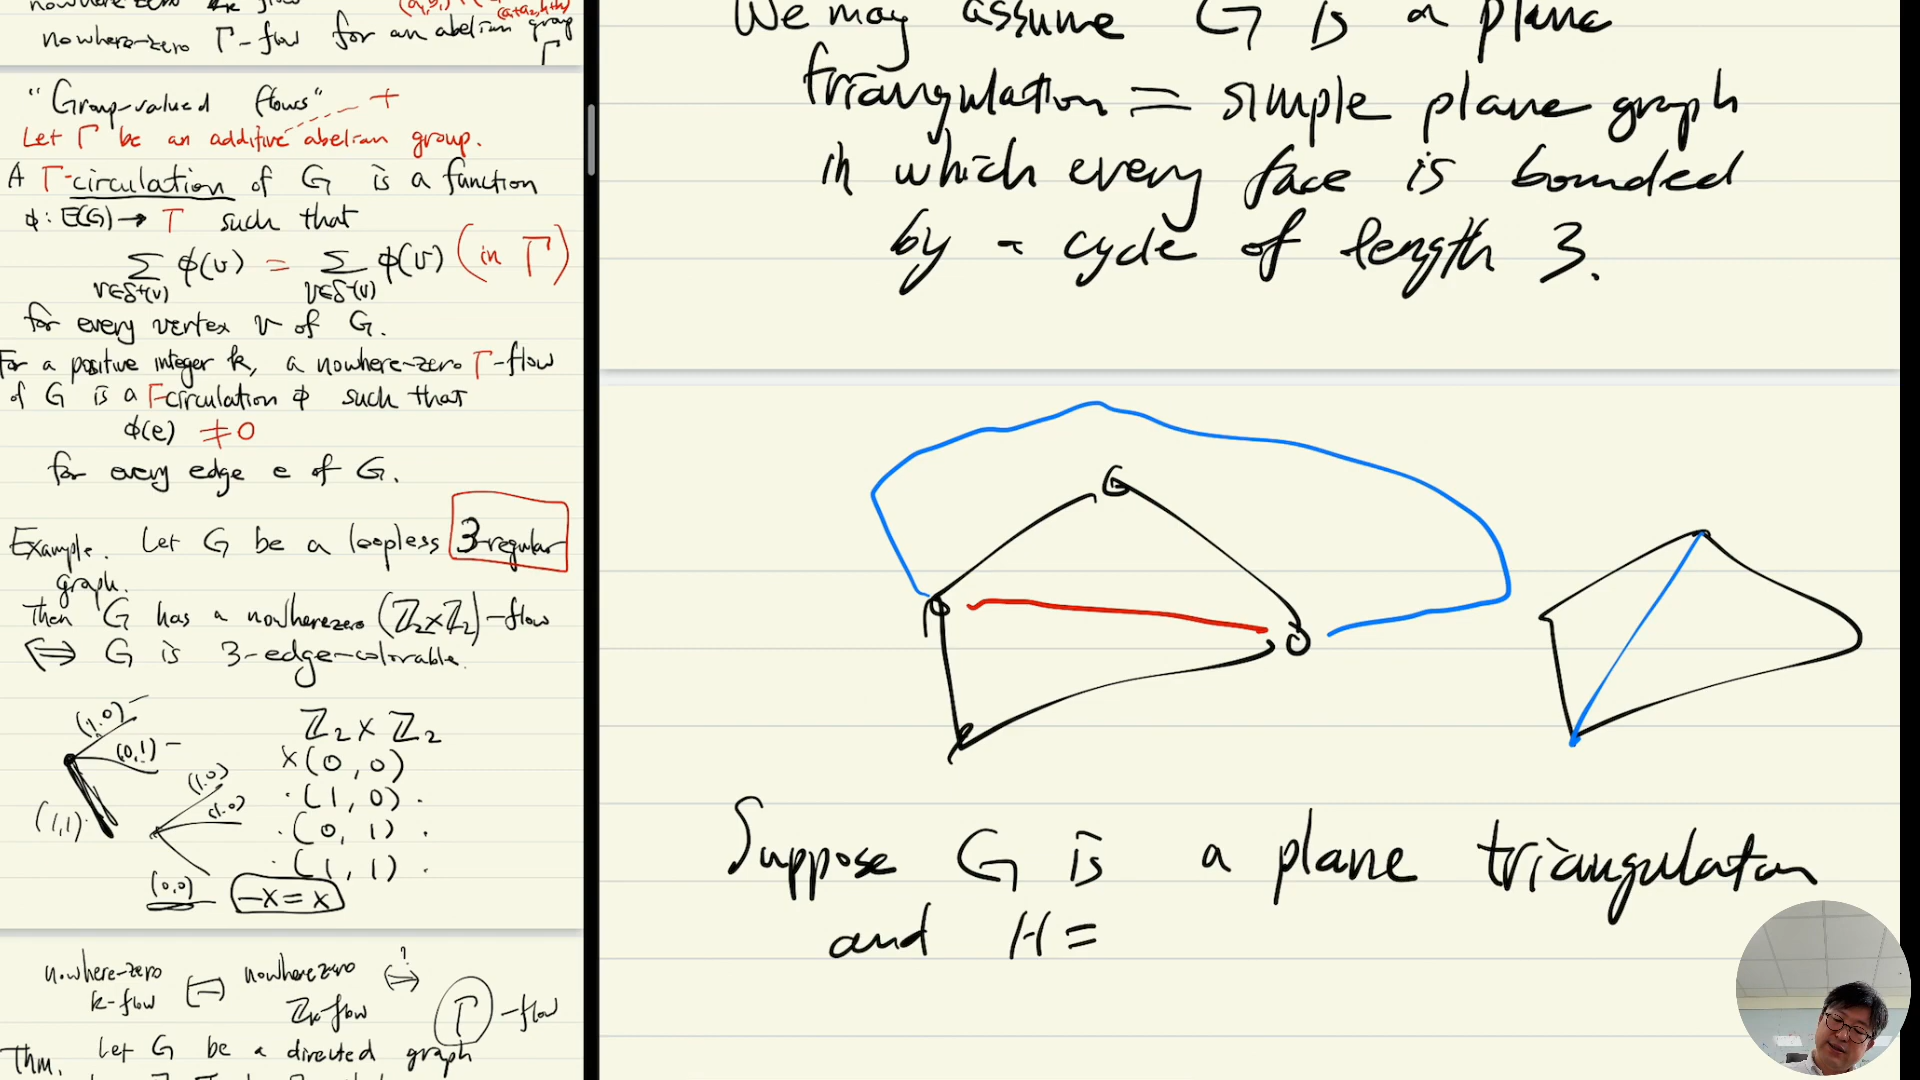 nowhere-zero Γ-flow for an abelian group
Γ
"Group-valued flows" +
Let Γ be an additive abelian group.
A Γ-circulation of G is a function
φ: E(G) → Γ such that
∑ φ(v) = ∑ φ(v) (in Γ)
v∈δ⁺(v) v∈δ⁻(v)
for every vertex v of G.
For a positive integer k, a nowhere-zero Γ-flow
of G is a Γ-circulation φ such that
φ(e) ≠ 0
for every edge e of G.
Example. Let G be a loopless 3-regular
graph.
Then G has a nowherezero (ℤ₂×ℤ₂)-flow
⟺ G is 3-edge-colorable.
(1,0)
(0,1)
(1,1)
(1,0)
(1,0)
(0,0)
ℤ₂ × ℤ₂
×(0,0)
·(1,0)·
·(0,1)·
·(1,1)·
-x=x
nowhere-zero
k-flow
nowherezero
ℤₖ-flow
?
Γ -flow
Thm. Let G be a directed graph
We may assume G is a plane
triangulation = simple plane graph
in which every face is bounded
by a cycle of length 3.
Suppose G is a plane triangulaton
and H=